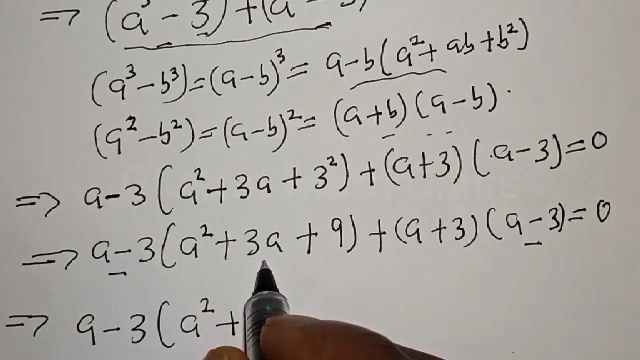 ⇒ (a³ - 3) + (a -
(a³ - b³) = (a - b)³ = a - b (a² + ab + b²)
(a² - b²) = (a - b)² = (a + b) (a - b).
⇒ a - 3 (a² + 3a + 3²) + (a + 3) (a - 3) = 0
⇒ a - 3 (a² + 3a + 9) + (a + 3) (a - 3) = 0
⇒ a - 3 (a² +